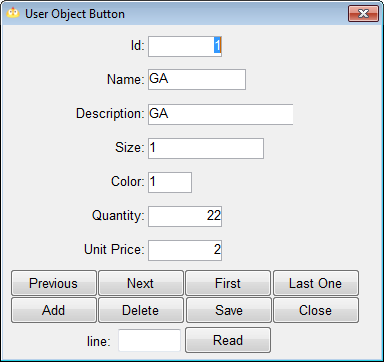 User Object Button
Id: 1
Name: GA
Description: GA
Size: 1
Color: 1
Quantity: 22
Unit Price: 2
Previous Next First Last One
Add Delete Save Close
line: Read